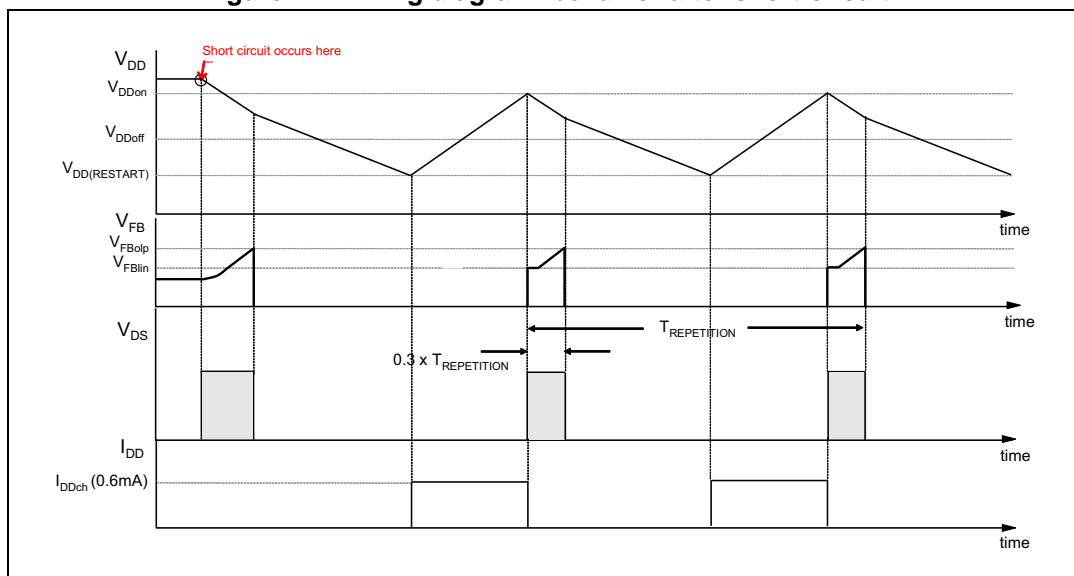 Short circuit occurs here
VDD
VDDon
VDDoff
VDD(RESTART)
time
VFB
VFBolp
VFBlin
time
VDS
TREPETITION
0.3 x TREPETITION
time
IDD
IDDch (0.6mA)
time